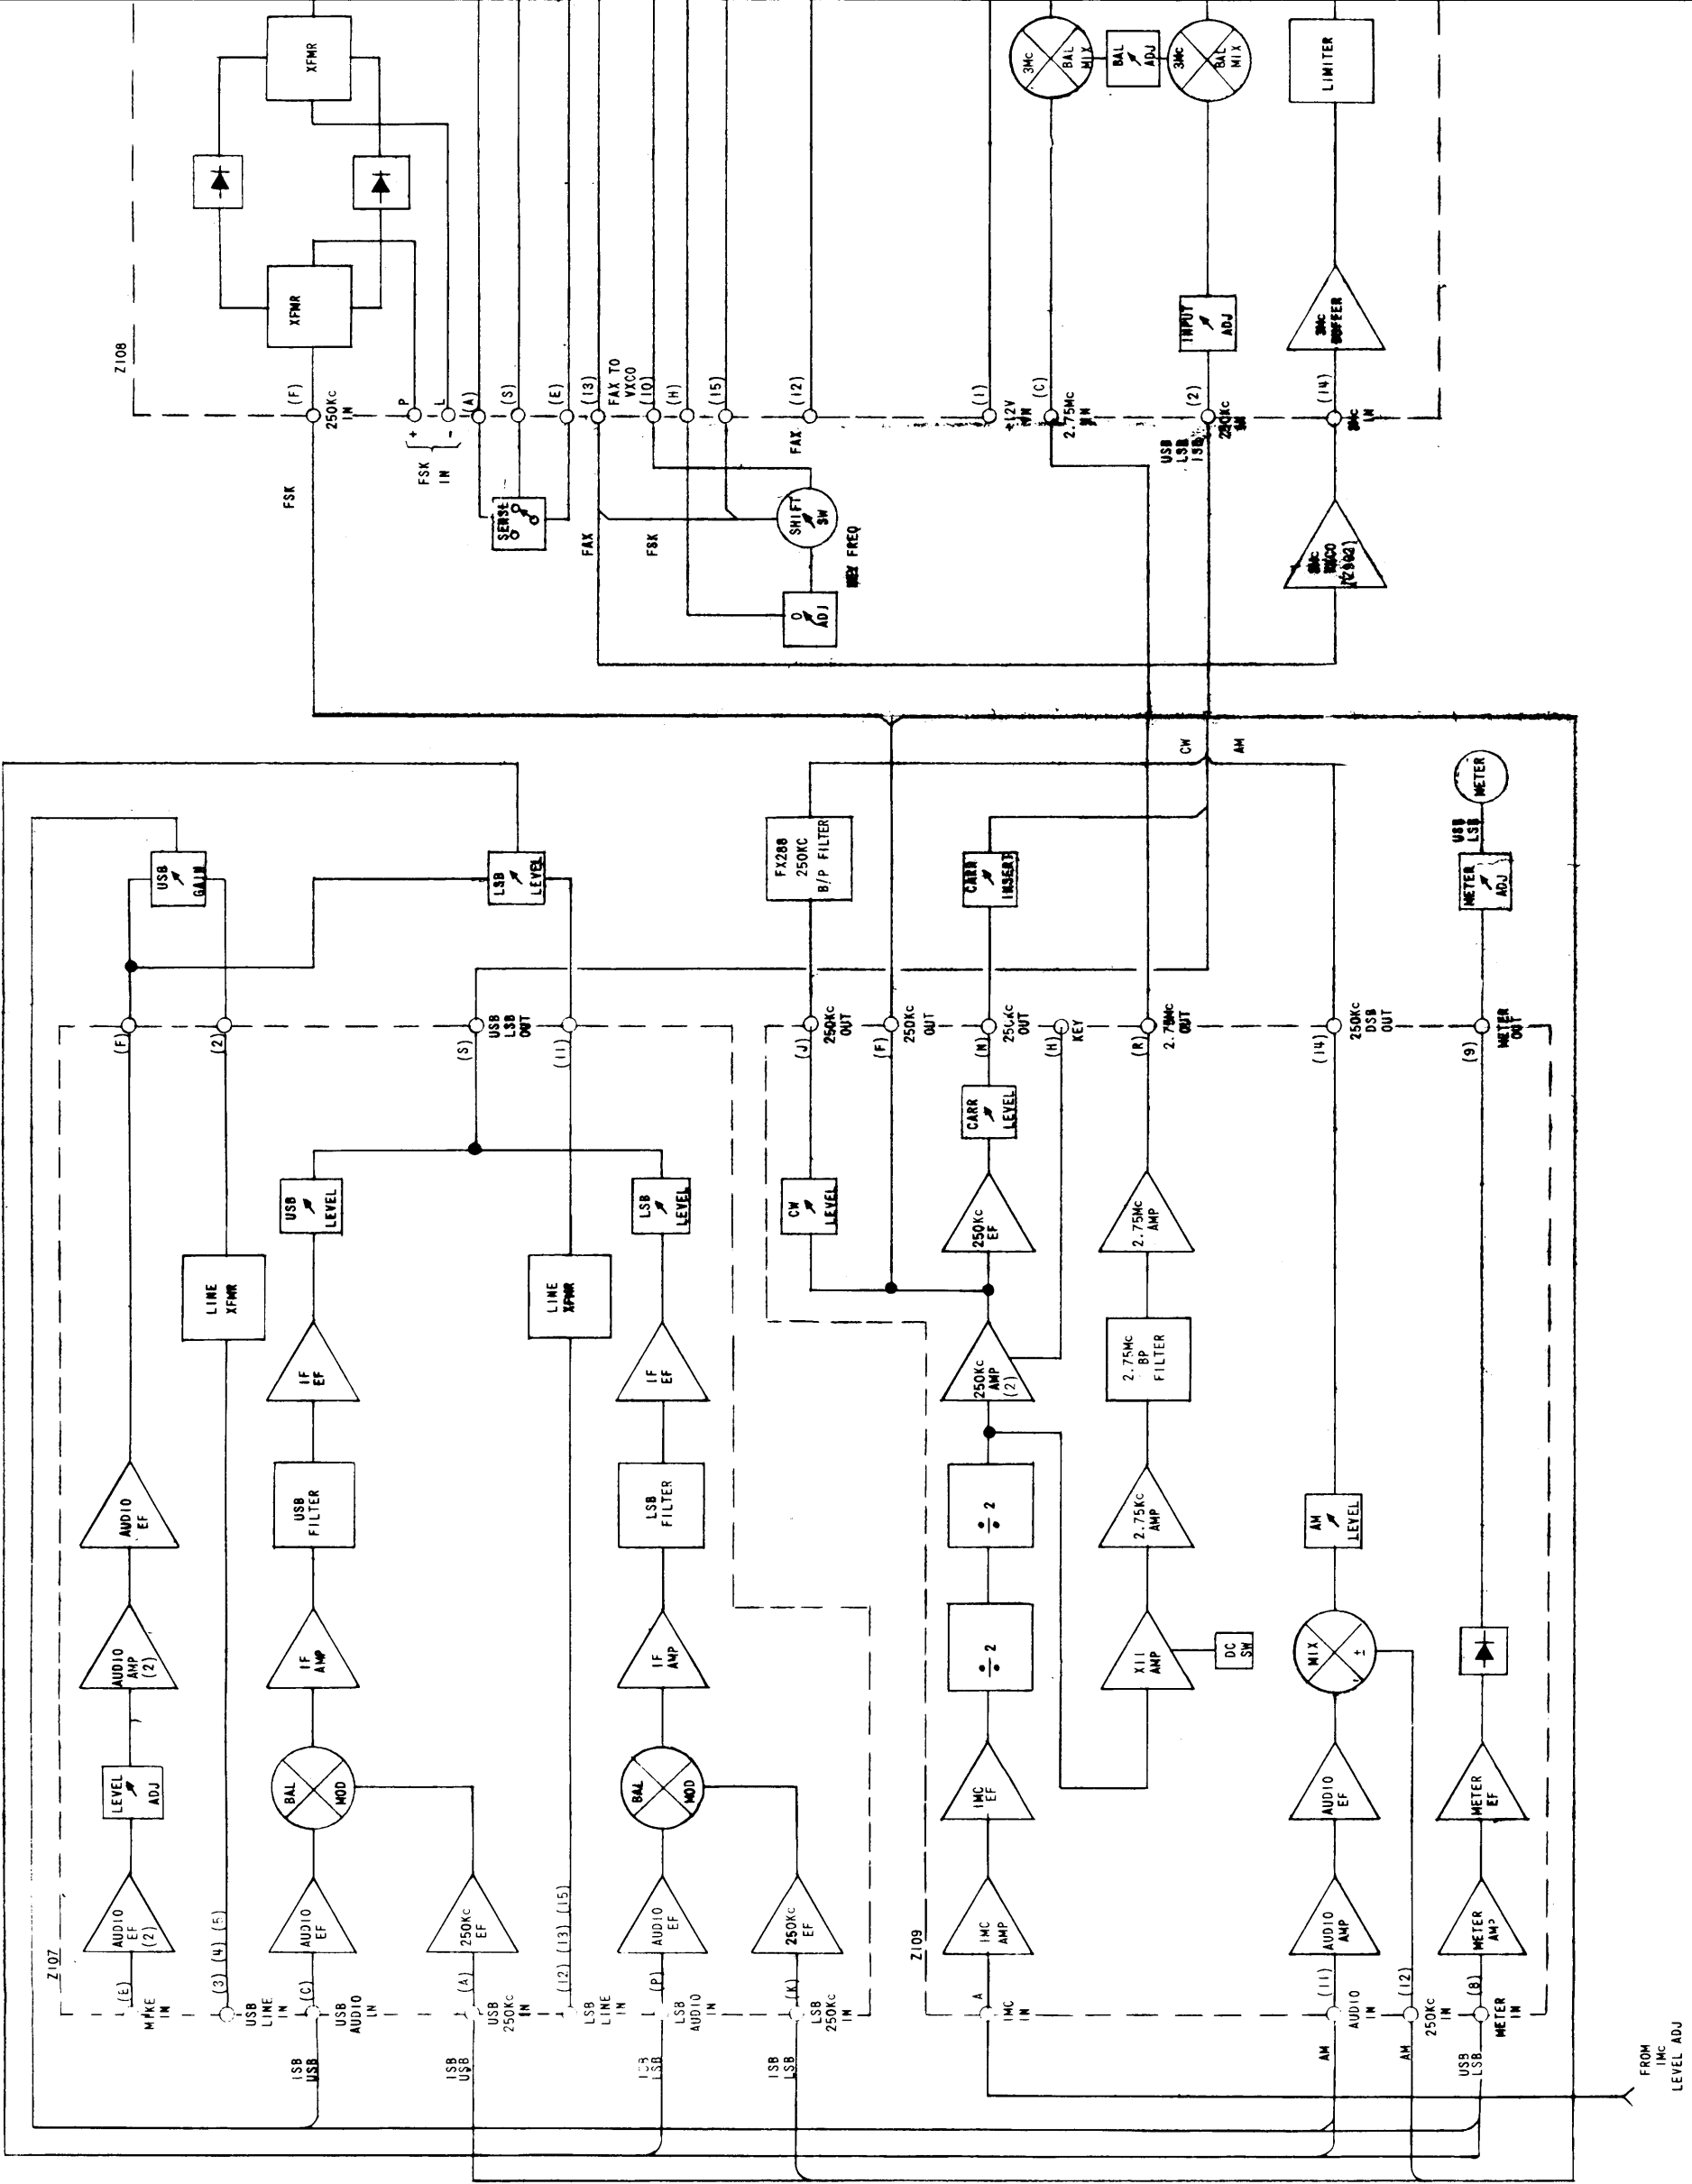 Z107
(E)
MIKE
IN
AUDIO
EF
(2)
LEVEL
ADJ
AUDIO
AMP
(2)
AUDIO
EF
(F)
USB
GAIN
(3) (4) (5)
USB
LINE
IN
LINE
XFMR
(2)
ISB
USB
(C)
USB
AUDIO
IN
AUDIO
EF
BAL
MOD
IF
AMP
USB
FILTER
IF
EF
USB
LEVEL
ISB
USB
(A)
USB
250Kc
IN
250Kc
EF
(S)
USB
LSB
OUT
(12) (13) (15)
LSB
LINE
IN
LINE
XFMR
(11)
LSB
LEVEL
ISB
LSB
(P)
LSB
AUDIO
IN
AUDIO
EF
BAL
MOD
IF
AMP
LSB
FILTER
IF
EF
LSB
LEVEL
ISB
LSB
(K)
LSB
250Kc
IN
250Kc
EF
Z109
A
1MC
IN
1MC
AMP
1MC
EF
÷ 2
÷ 2
250Kc
AMP
(2)
250Kc
EF
CARR
LEVEL
(N)
250Kc
OUT
CARR
INSERT
CW
LEVEL
(J)
250Kc
OUT
FX288
250KC
B/P FILTER
(F)
250Kc
OUT
(H)
KEY
X11
AMP
DC
SW
2.75Kc
AMP
2.75Mc
BP
FILTER
2.75Mc
AMP
(R)
2.75Mc
OUT
CW
AM
AM
(11)
AUDIO
IN
AUDIO
AMP
AUDIO
EF
MIX
±
AM
LEVEL
(14)
250Kc
DSB
OUT
AM
(12)
250Kc
IN
USB
LSB
(8)
METER
IN
METER
AMP
METER
EF
(9)
METER
OUT
METER
ADJ
USB
LSB
METER
FROM
1Mc
LEVEL ADJ
Z108
FSK
(F)
250Kc
IN
XFMR
XFMR
FSK
IN
+
-
P
L
(A)
SENSE
(S)
(E)
FAX
(13)
FAX TO
VXCO
FSK
(10)
(H)
(15)
O
ADJ
SHIFT
SW
FREQ
FAX
(12)
(1)
(C)
2.75Mc
3Mc
BAL
MIX
BAL
ADJ
3Mc
BAL
MIX
USB
LSB
(2)
INPUT
ADJ
(14)
3Mc
BUFFER
LIMITER